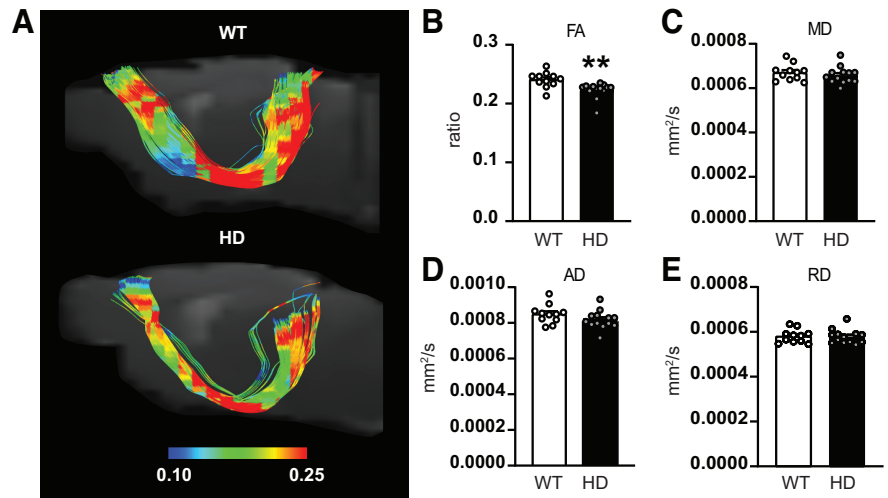 A
WT
HD
0.10 0.25
B
FA
**
0.3
0.2
0.1
0.0
ratio
WT HD
C
MD
0.0008
0.0006
0.0004
0.0002
0.0000
mm²/s
WT HD
D
AD
0.0010
0.0008
0.0006
0.0004
0.0002
0.0000
mm²/s
WT HD
E
RD
0.0008
0.0006
0.0004
0.0002
0.0000
mm²/s
WT HD